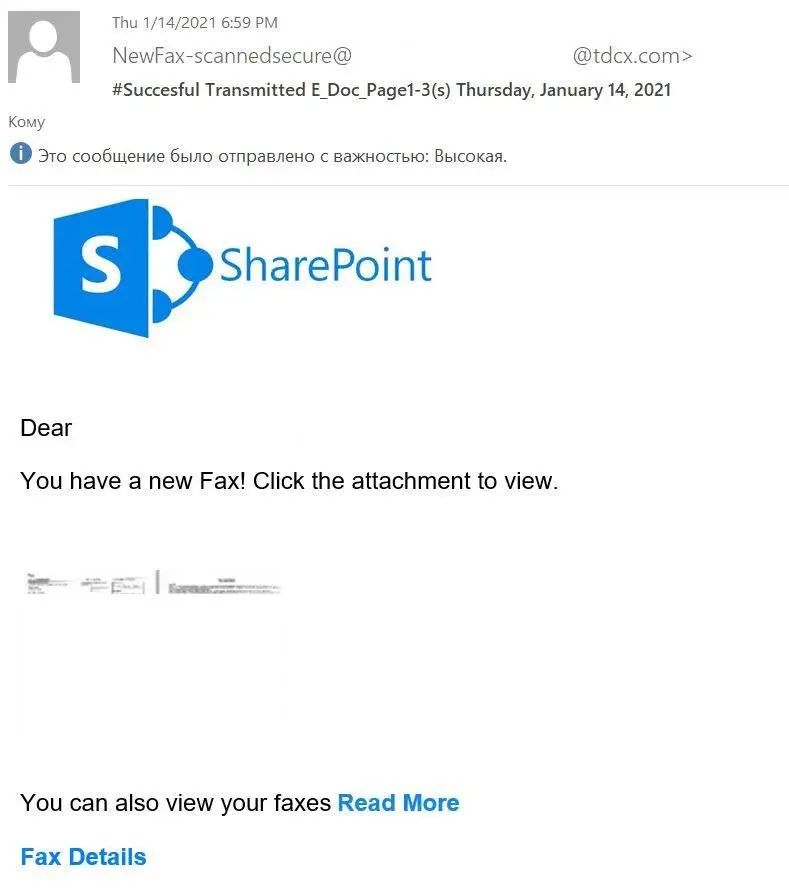 Thu 1/14/2021 6:59 PM
NewFax-scannedsecure@ @tdcx.com>
#Succesful Transmitted E_Doc_Page1-3(s) Thursday, January 14, 2021
Кому
i Это сообщение было отправлено с важностью: Высокая.
S SharePoint
Dear
You have a new Fax! Click the attachment to view.
You can also view your faxes Read More
Fax Details